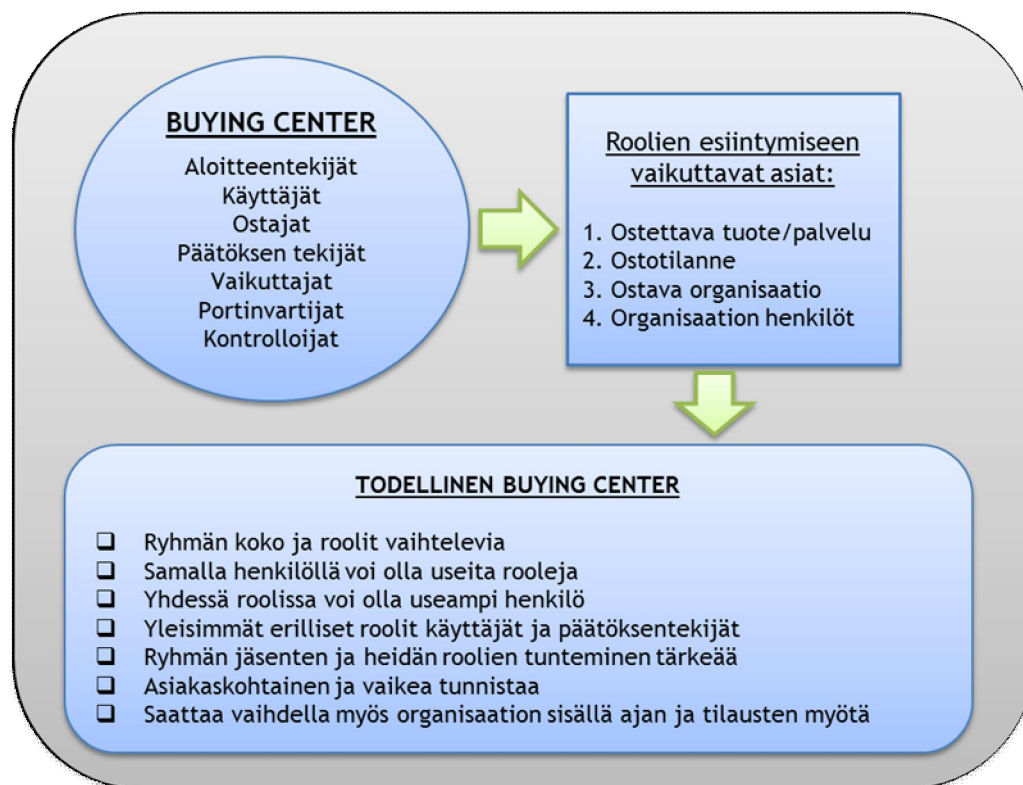 BUYING CENTER
Aloitteentekijät
Käyttäjät
Ostajat
Päätöksen tekijät
Vaikuttajat
Portinvartijat
Kontrolloijat
Roolien esiintymiseen
vaikuttavat asiat:
1. Ostettava tuote/palvelu
2. Ostotilanne
3. Ostava organisaatio
4. Organisaation henkilöt
TODELLINEN BUYING CENTER
❑ Ryhmän koko ja roolit vaihtelevia
❑ Samalla henkilöllä voi olla useita rooleja
❑ Yhdessä roolissa voi olla useampi henkilö
❑ Yleisimmät erilliset roolit käyttäjät ja päätöksentekijät
❑ Ryhmän jäsenten ja heidän roolien tunteminen tärkeää
❑ Asiakaskohtainen ja vaikea tunnistaa
❑ Saattaa vaihdella myös organisaation sisällä ajan ja tilausten myötä